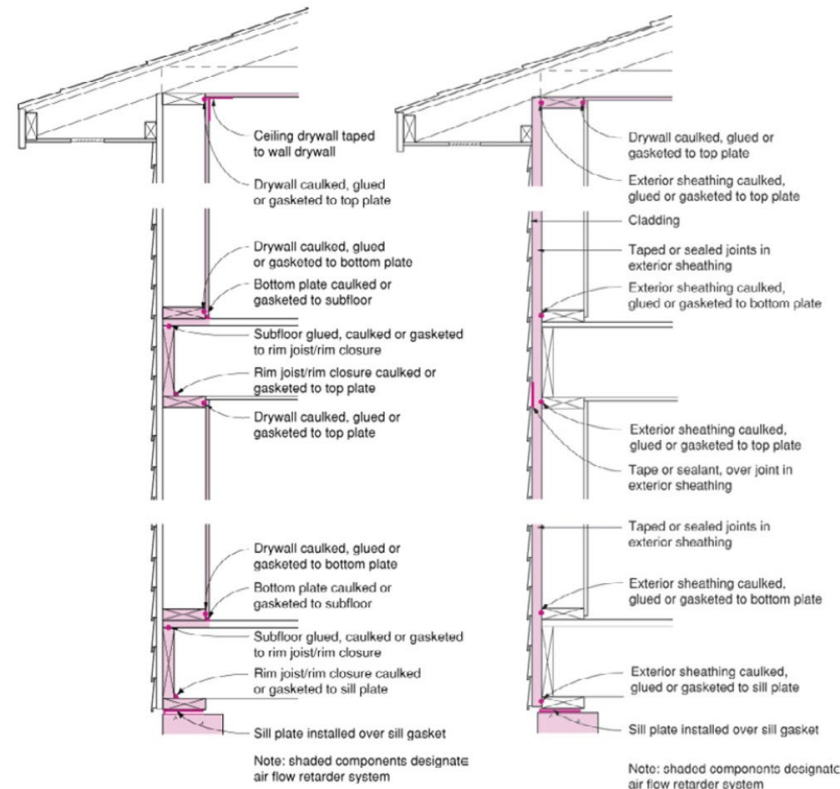 Ceiling drywall taped
to wall drywall
Drywall caulked, glued
or gasketed to top plate
Drywall caulked, glued
or gasketed to bottom plate
Bottom plate caulked or
gasketed to subfloor
Subfloor glued, caulked or gasketed
to rim joist/rim closure
Rim joist/rim closure caulked or
gasketed to top plate
Drywall caulked, glued or
gasketed to top plate
Drywall caulked, glued or
gasketed to bottom plate
Bottom plate caulked or
gasketed to subfloor
Subfloor glued, caulked or gasketed
to rim joist/rim closure
Rim joist/rim closure caulked
or gasketed to sill plate
Sill plate installed over sill gasket
Note: shaded components designate
air flow retarder system
Drywall caulked, glued or
gasketed to top plate
Exterior sheathing caulked,
glued or gasketed to top plate
Cladding
Taped or sealed joints in
exterior sheathing
Exterior sheathing caulked,
glued or gasketed to bottom plate
Exterior sheathing caulked,
glued or gasketed to top plate
Tape or sealant, over joint in
exterior sheathing
Taped or sealed joints in
exterior sheathing
Exterior sheathing caulked,
glued or gasketed to bottom plate
Exterior sheathing caulked,
glued or gasketed to sill plate
Sill plate installed over sill gasket
Note: shaded components designate
air flow retarder system